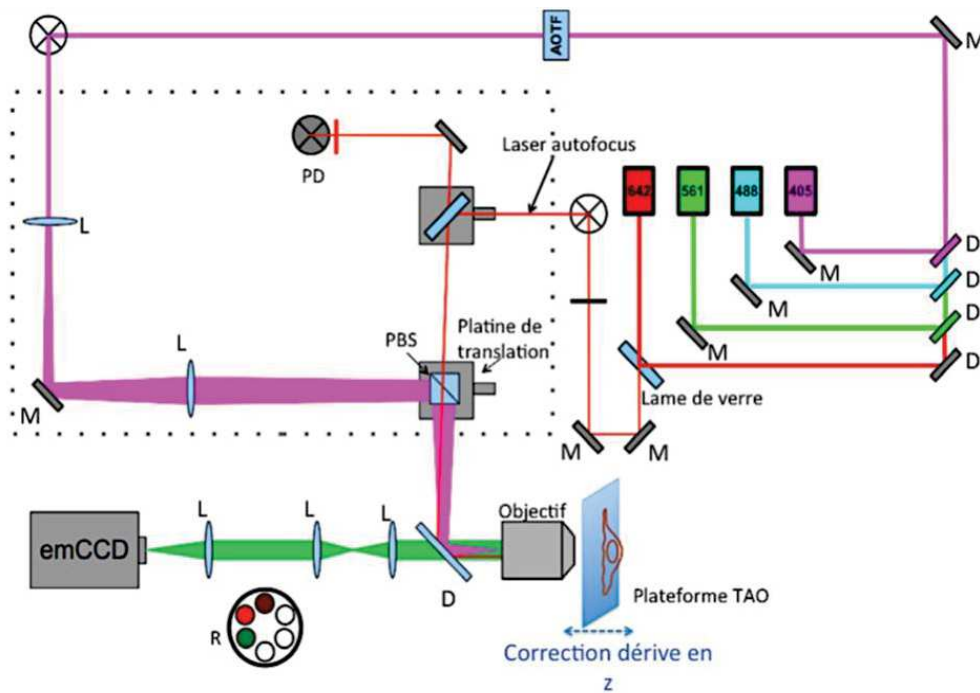 AOTF
M
Laser autofocus
PD
642
561
488
405
L
D
M
D
M
D
M
PBS
Platine de
translation
L
D
M
Lame de verre
M
M
Objectif
L
L
L
emCCD
D
Plateforme TAO
R
Correction dérive en
z